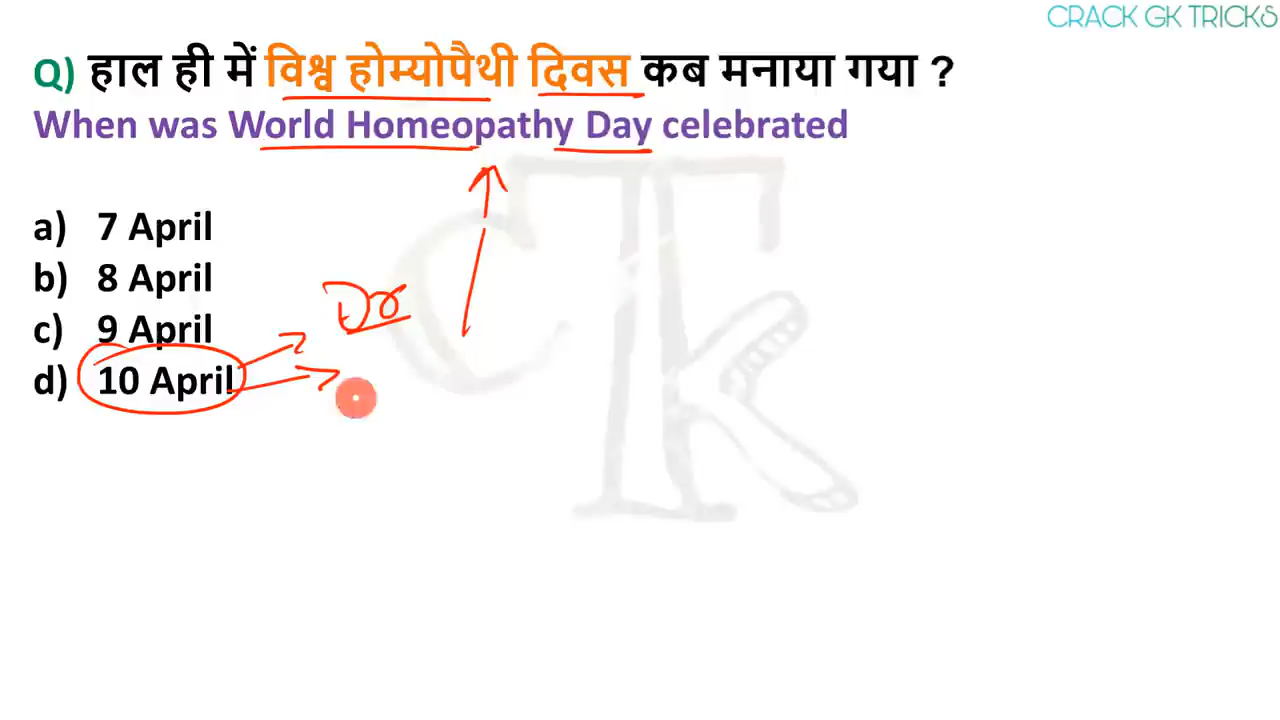 CRACK GK TRICKS
Q) हाल ही में विश्व होम्योपैथी दिवस कब मनाया गया ?
When was World Homeopathy Day celebrated
a) 7 April
b) 8 April
c) 9 April
Dr
d) 10 April
CTK